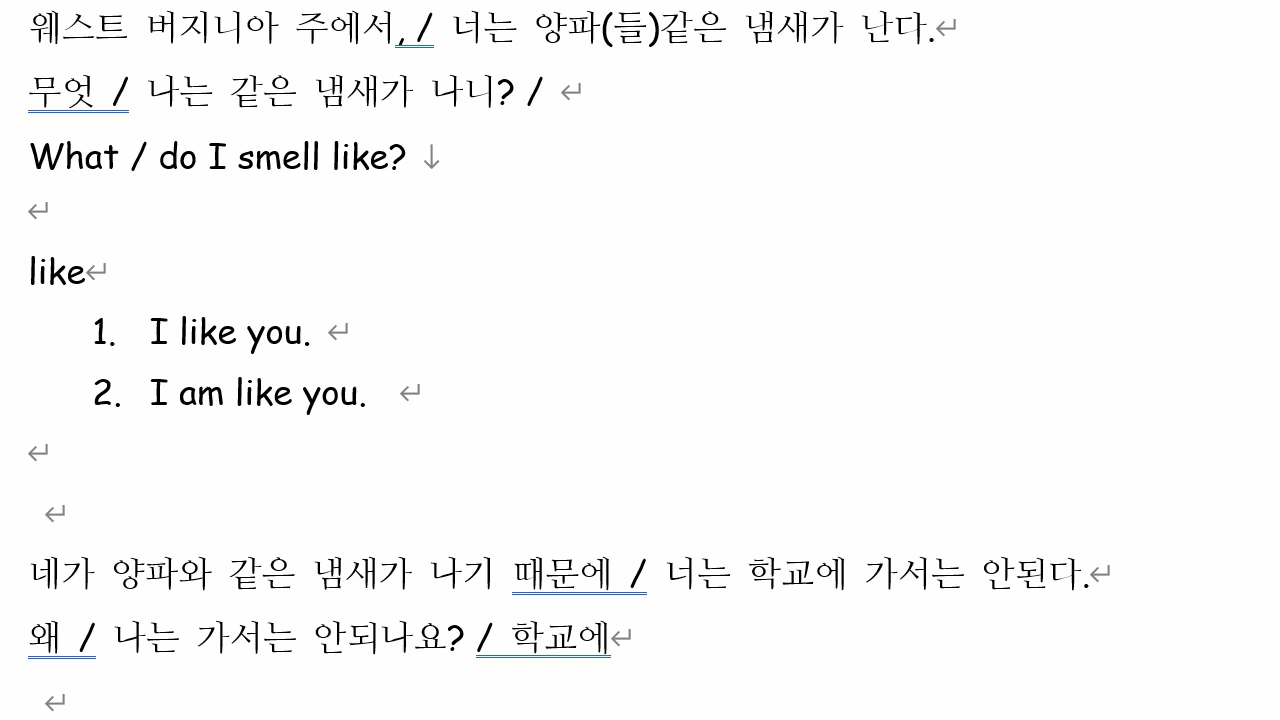 웨스트 버지니아 주에서, / 너는 양파(들)같은 냄새가 난다.
무엇 / 나는 같은 냄새가 나니? /
What / do I smell like?
like
1. I like you.
2. I am like you.
네가 양파와 같은 냄새가 나기 때문에 / 너는 학교에 가서는 안된다.
왜 / 나는 가서는 안되나요? / 학교에